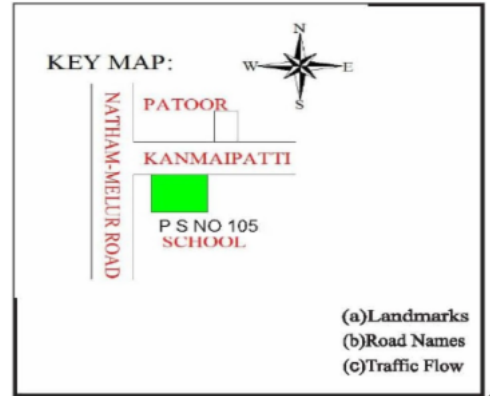 N
KEY MAP:
W
E
S
PATOOR
NATHAM-MELUR ROAD
KANMAIPATTI
P S NO 105
SCHOOL
(a)Landmarks
(b)Road Names
(c)Traffic Flow